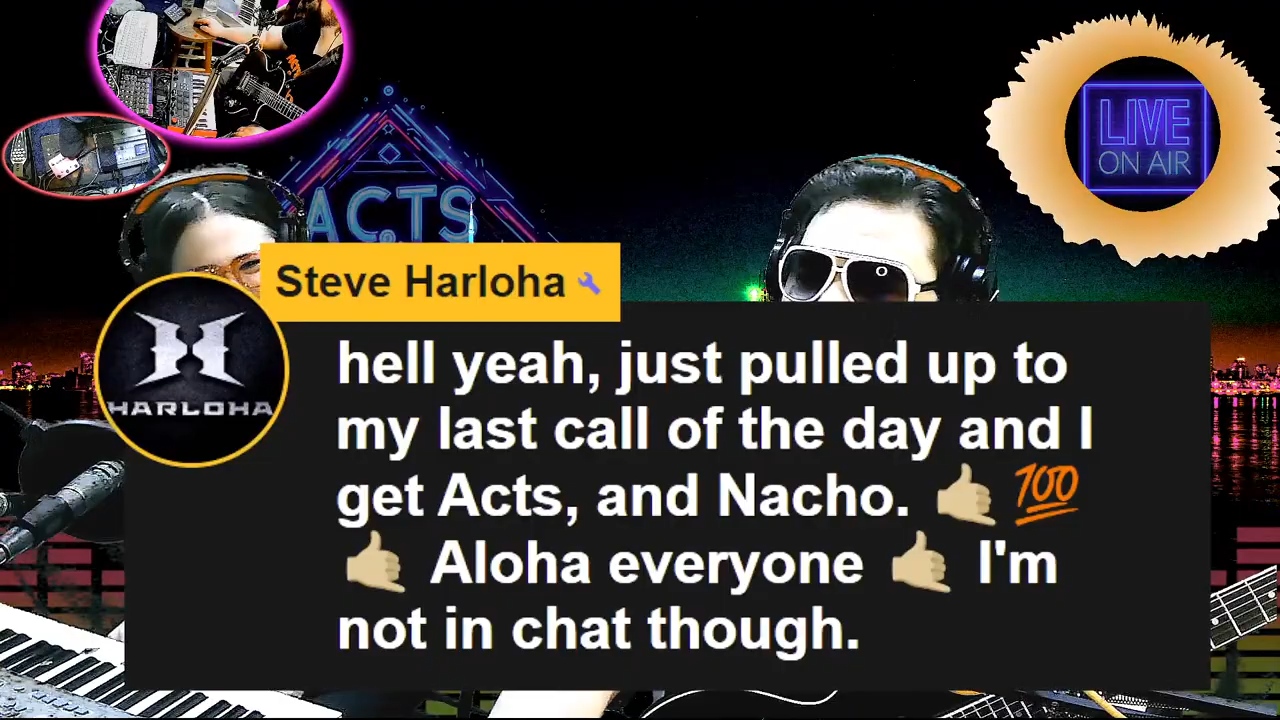 LIVE
ON AIR
ACTS
Steve Harloha
HARLOHA
hell yeah, just pulled up to
my last call of the day and I
get Acts, and Nacho. 🤙🏼 💯
🤙🏼 Aloha everyone 🤙🏼 I'm
not in chat though.